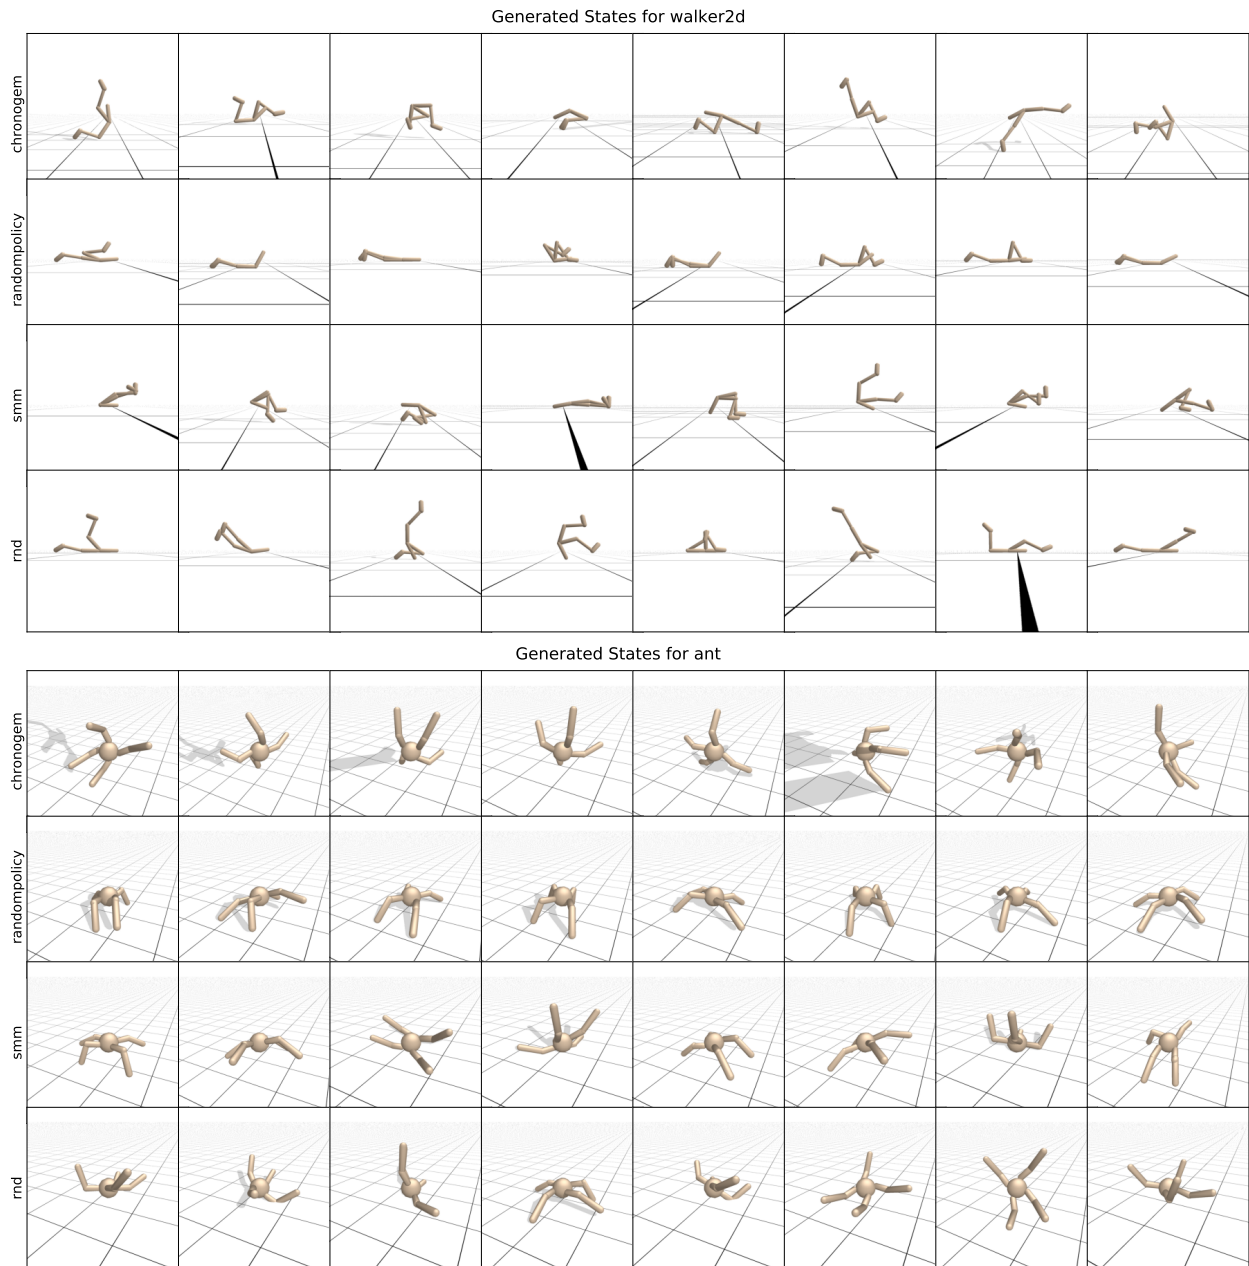 Generated States for walker2d
chronogem
randompolicy
smm
rnd
Generated States for ant
chronogem
randompolicy
smm
rnd